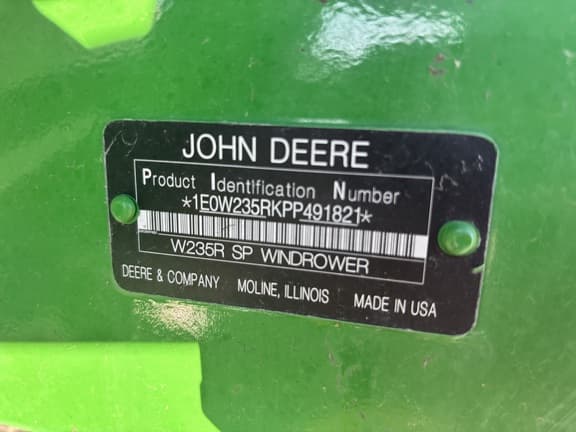 JOHN DEERE
Product Identification Number
*1E0W235RKPP491821*
W235R SP WINDROWER
DEERE & COMPANY MOLINE, ILLINOIS MADE IN USA